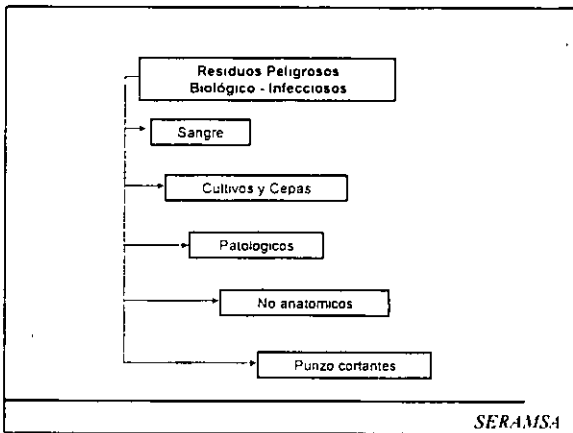 Residuos Peligrosos
Biológico - Infecciosos
Sangre
Cultivos y Cepas
Patologicos
No anatomicos
Punzo cortantes
SERAMSA